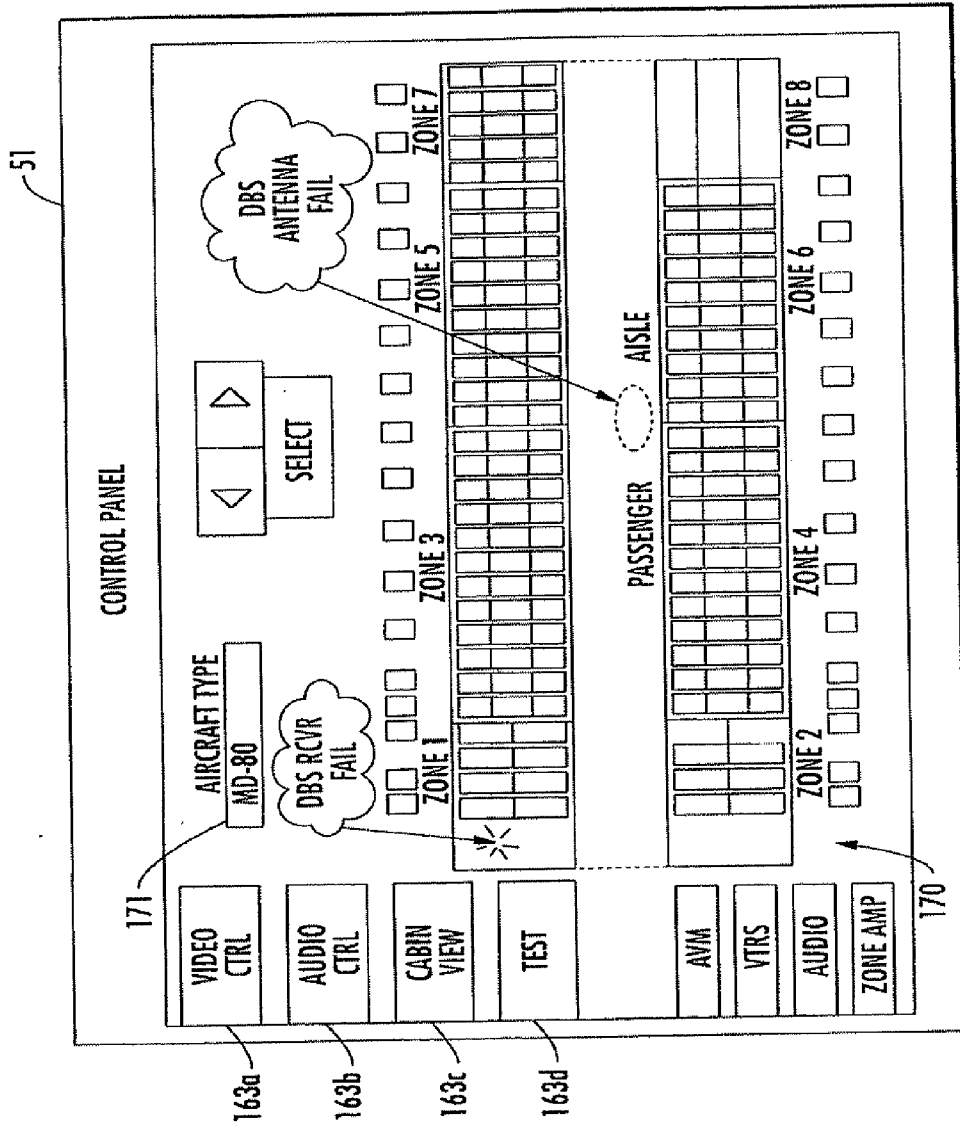 51
CONTROL PANEL
171
AIRCRAFT TYPE
MD-80
SELECT
163a
VIDEO
CTRL
163b
AUDIO
CTRL
163c
CABIN
VIEW
163d
TEST
DBS RCVR
FAIL
DBS
ANTENNA
FAIL
ZONE 1
ZONE 3
ZONE 5
ZONE 7
PASSENGER AISLE
AVM
VTRS
AUDIO
ZONE AMP
ZONE 2
ZONE 4
ZONE 6
ZONE 8
170